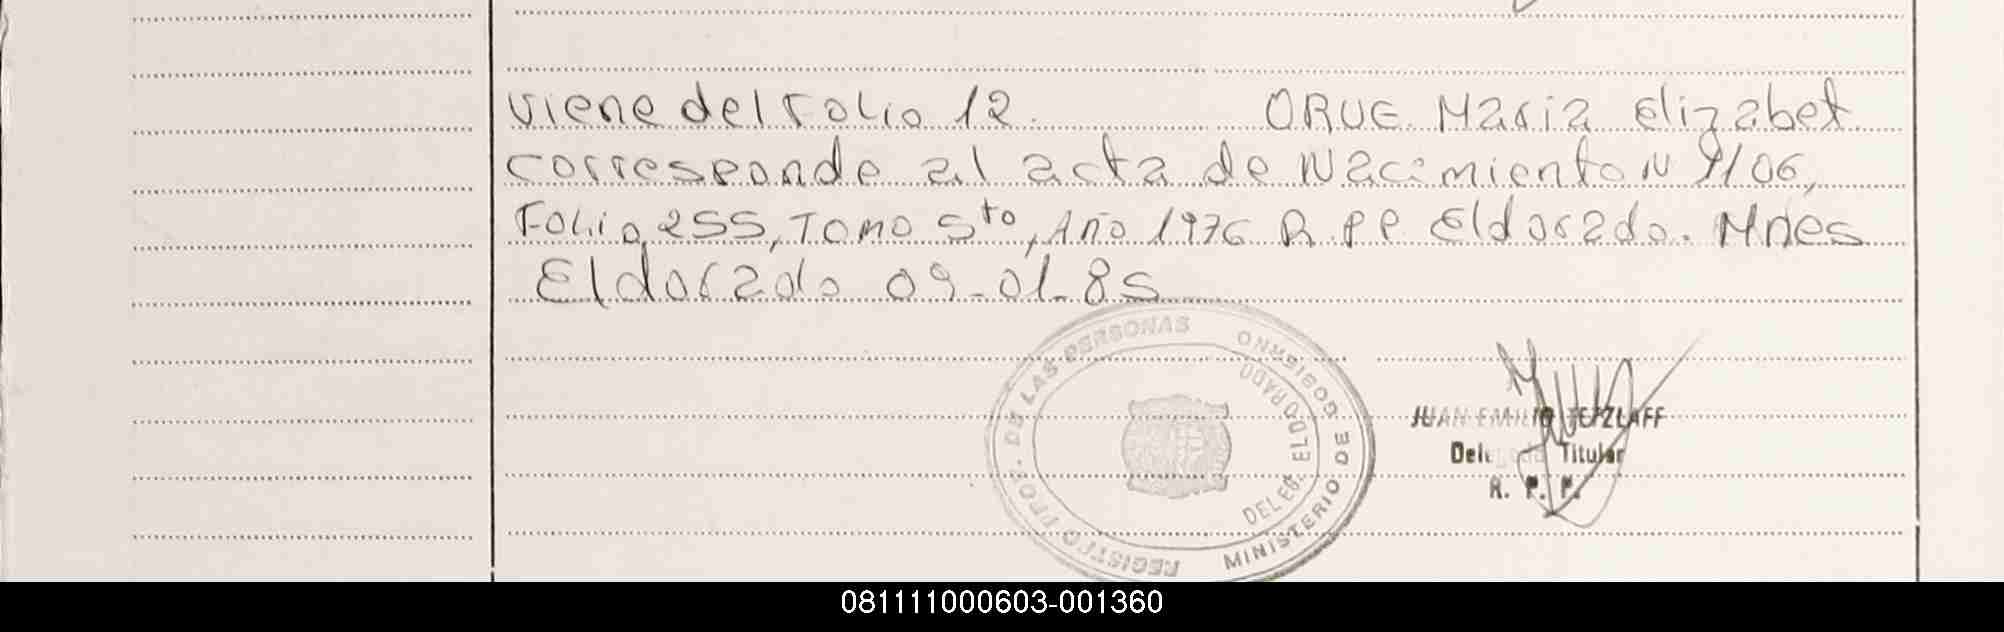 viene del Folio 12. ORUE Maria Elizabet
corresponde al acta de Nacimiento N
Folio 255, Tomo 5to, Año 1976 R.P.P. Eldorado. Mnes
Eldorado 09-01-85
REGISTRO PROV. DE LAS PERSONAS
MINISTERIO DE GOBIERNO
DELEG. ELDORADO
JUAN EMILIO TETZLAFF
Delegado Titular
R. P. P.
081111000603-001360